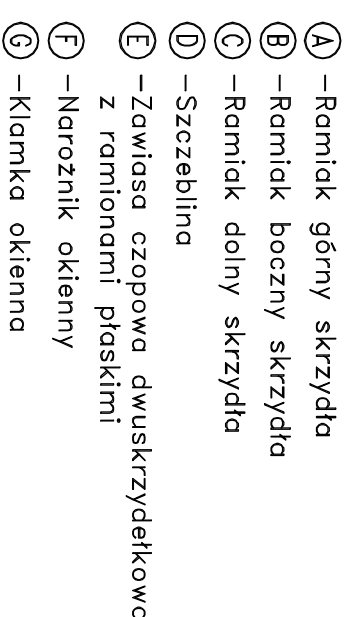 A –Ramiak górny skrzydła
B –Ramiak boczny skrzydła
C –Ramiak dolny skrzydła
D –Szczeblina
E –Zawiasa czopowa dwuskrzydełkowa
z ramionami płaskimi
F –Narożnik okienny
G –Klamka okienna